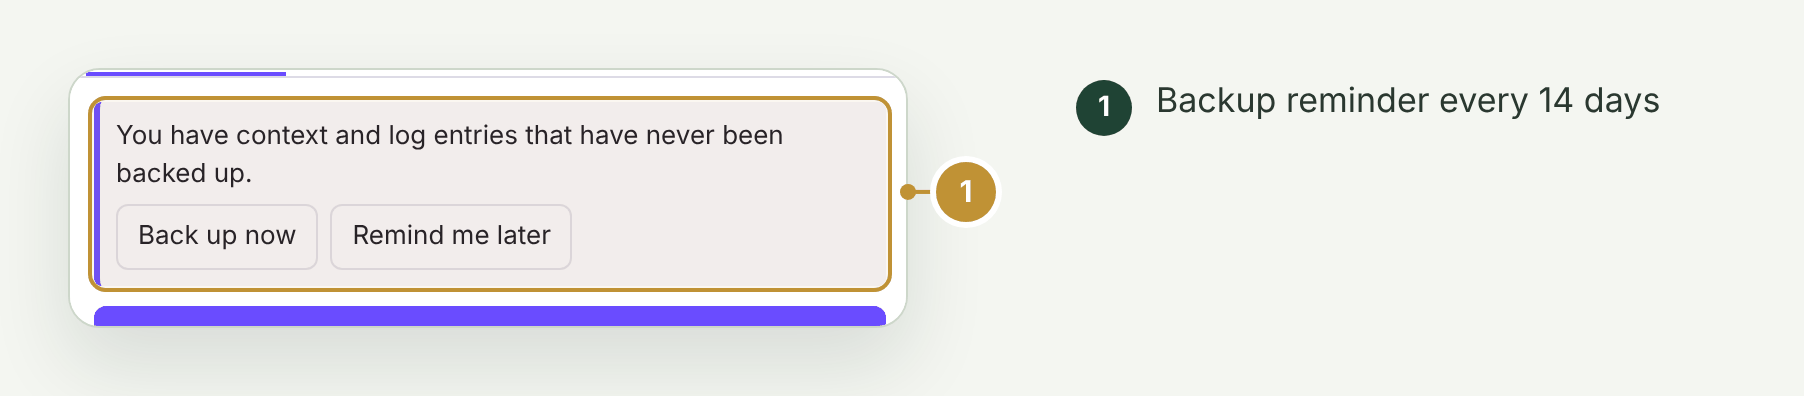 You have context and log entries that have never been
backed up.
Back up now
Remind me later
1
1
Backup reminder every 14 days